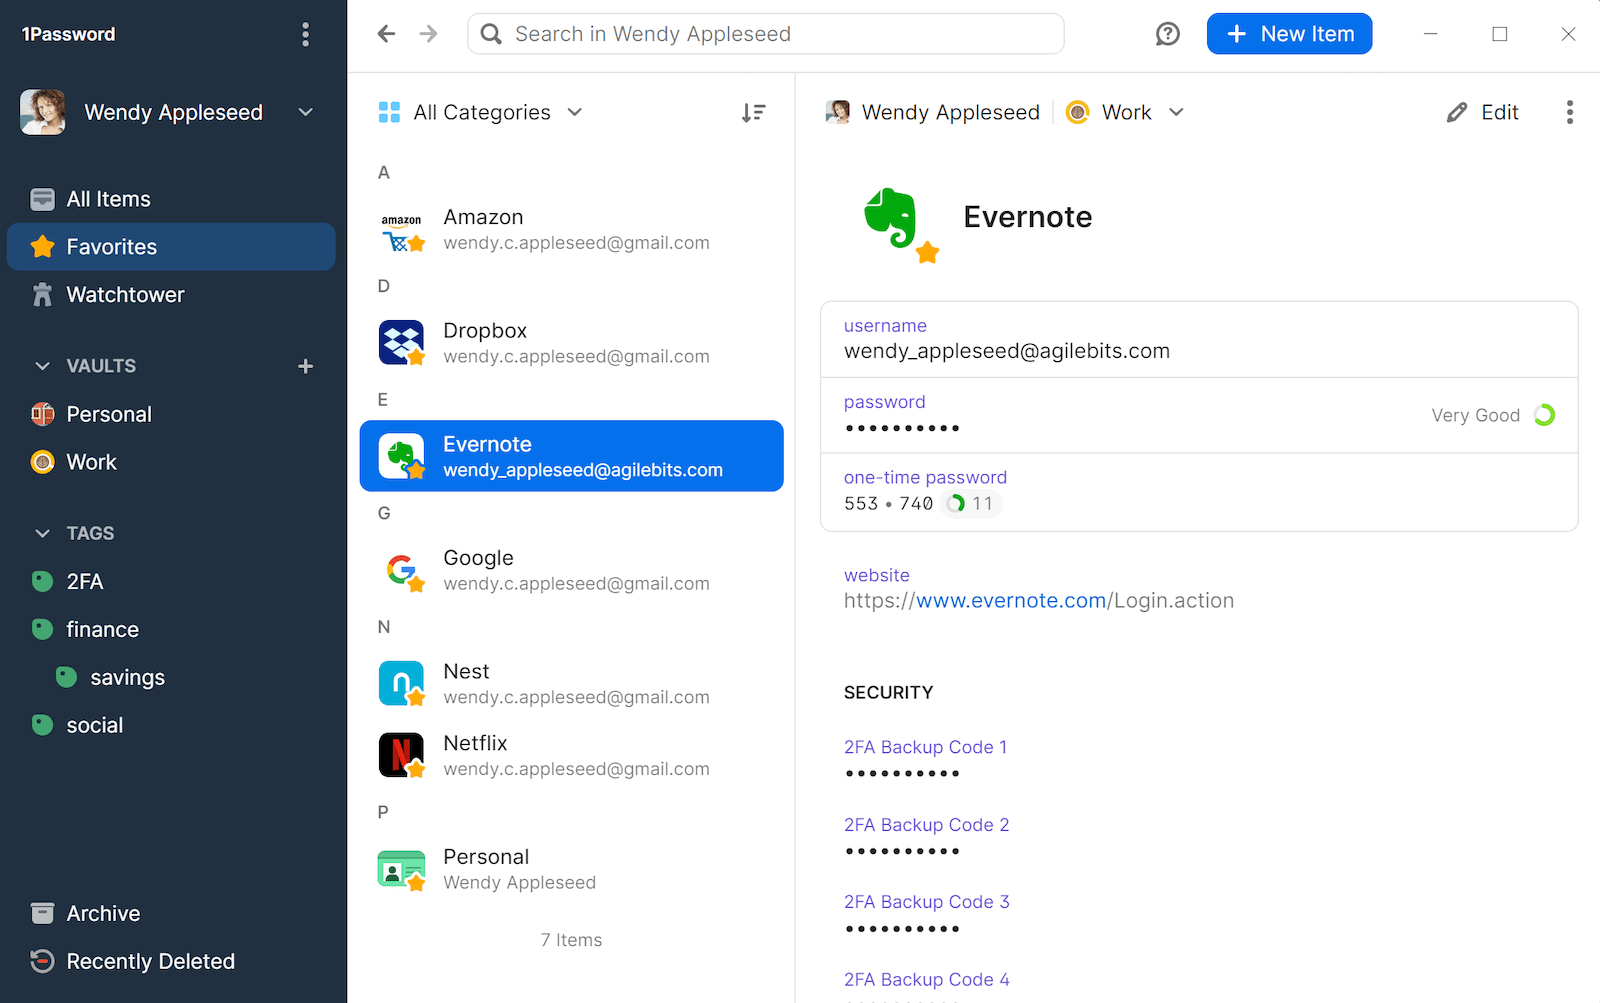 1Password
Search in Wendy Appleseed
New Item
Wendy Appleseed
All Items
Favorites
Watchtower
VAULTS
Personal
Work
TAGS
2FA
finance
savings
social
Archive
Recently Deleted
All Categories
A
amazon
Amazon
wendy.c.appleseed@gmail.com
D
Dropbox
wendy.c.appleseed@gmail.com
E
Evernote
wendy_appleseed@agilebits.com
G
Google
wendy.c.appleseed@gmail.com
N
Nest
wendy.c.appleseed@gmail.com
Netflix
wendy.c.appleseed@gmail.com
P
Personal
Wendy Appleseed
7 Items
Wendy Appleseed
Work
Edit
Evernote
username
wendy_appleseed@agilebits.com
password
••••••••••
Very Good
one-time password
553 • 740 11
website
https://www.evernote.com/Login.action
SECURITY
2FA Backup Code 1
••••••••••
2FA Backup Code 2
••••••••••
2FA Backup Code 3
••••••••••
2FA Backup Code 4